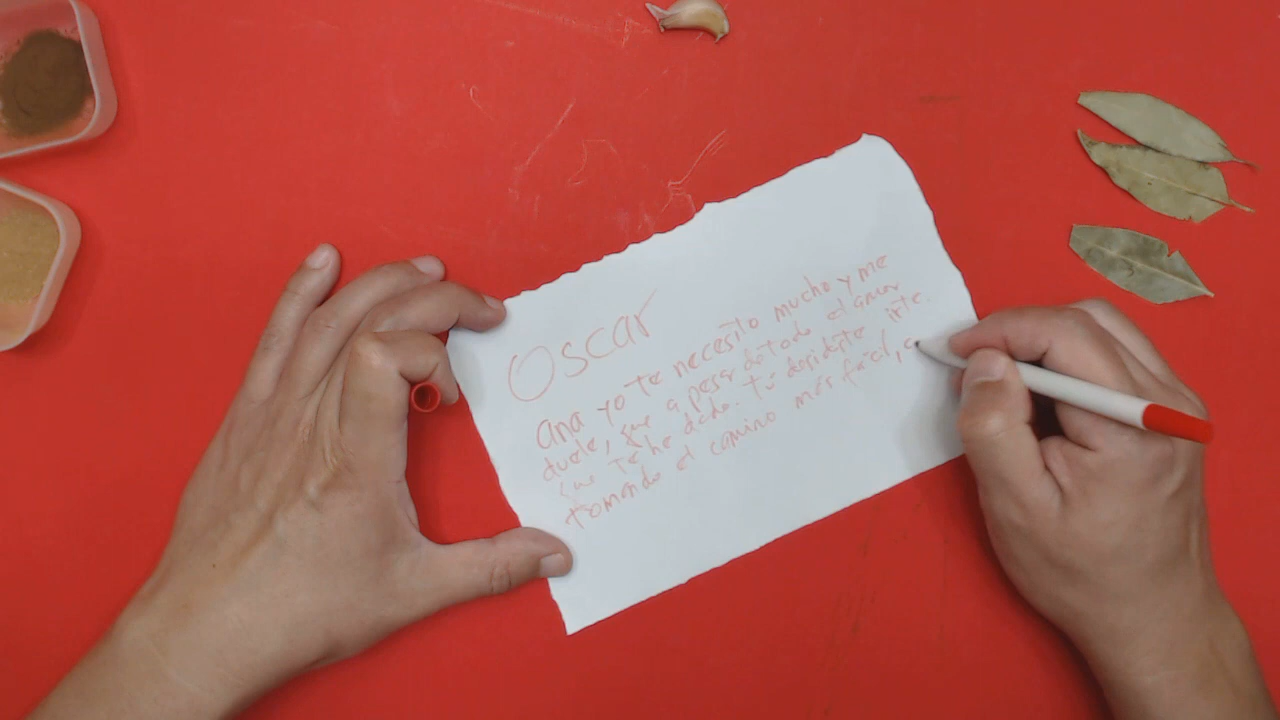 Oscar
ana yo te necesito mucho y me
duele, que a pesar de todo el amor
que te he dado. tú desidiste irte.
tomando el camino más fácil, c